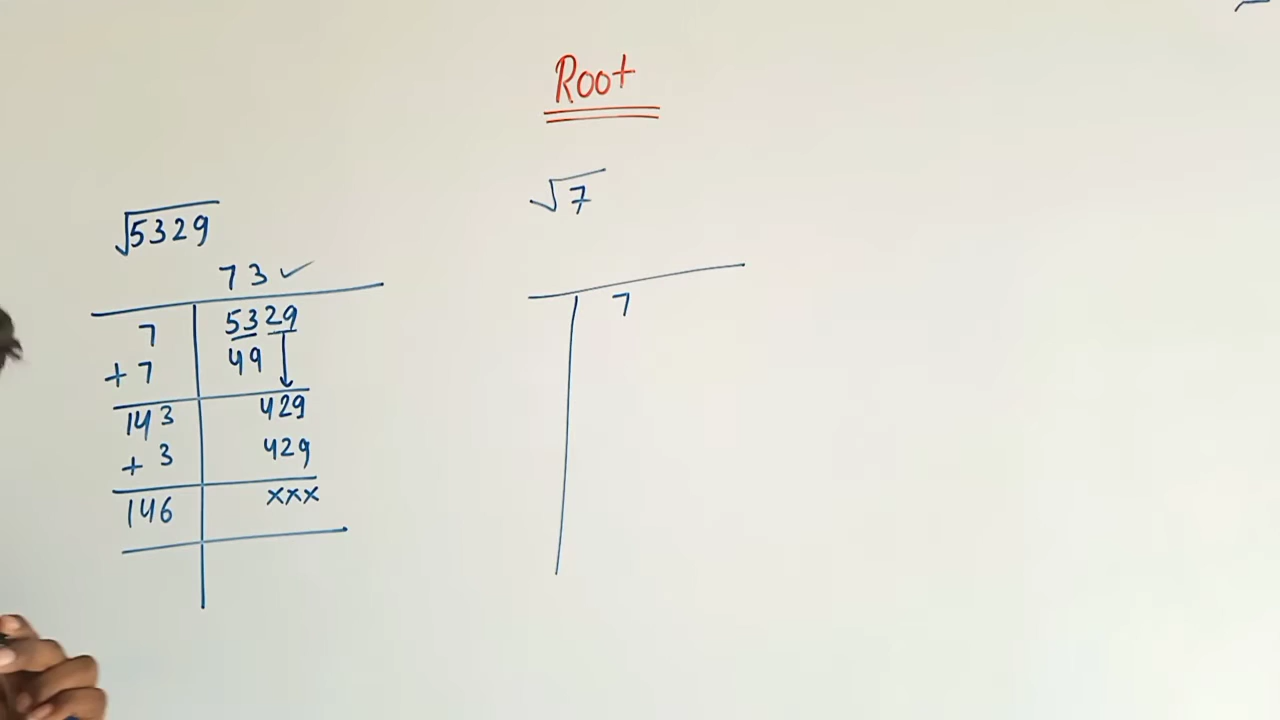 Root
√5329
73 ✓
7 | 5329
+7 | 49
143 | 429
+3 | 429
146 | xxx
√7
7